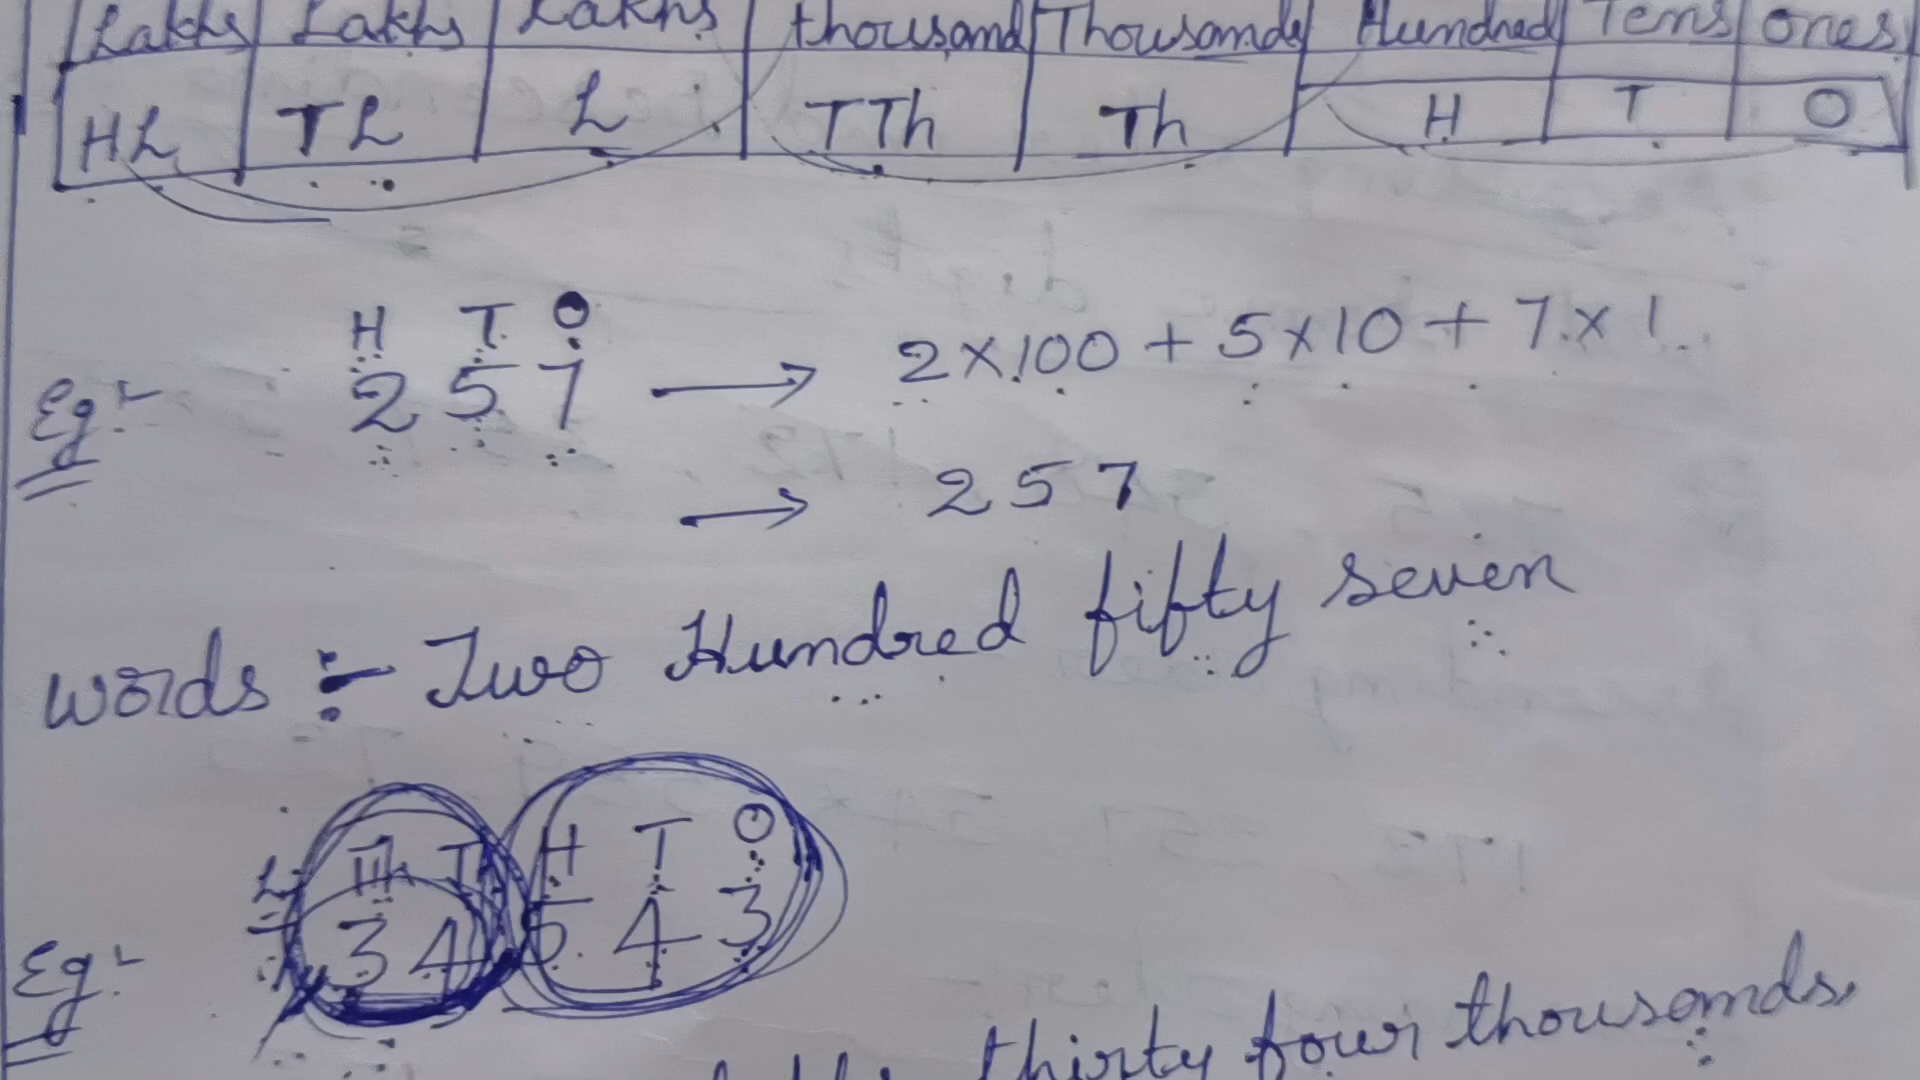 Lakhs Lakhs Lakhs thousand Thousands Hundred Tens Ones
HL TL L TTh Th H T O
H T O
Eg:- 257 → 2×100 + 5×10 + 7×1
→ 257
words :- Two Hundred fifty seven
L TTh Th H T O
Eg:- 34543
thirty four thousands